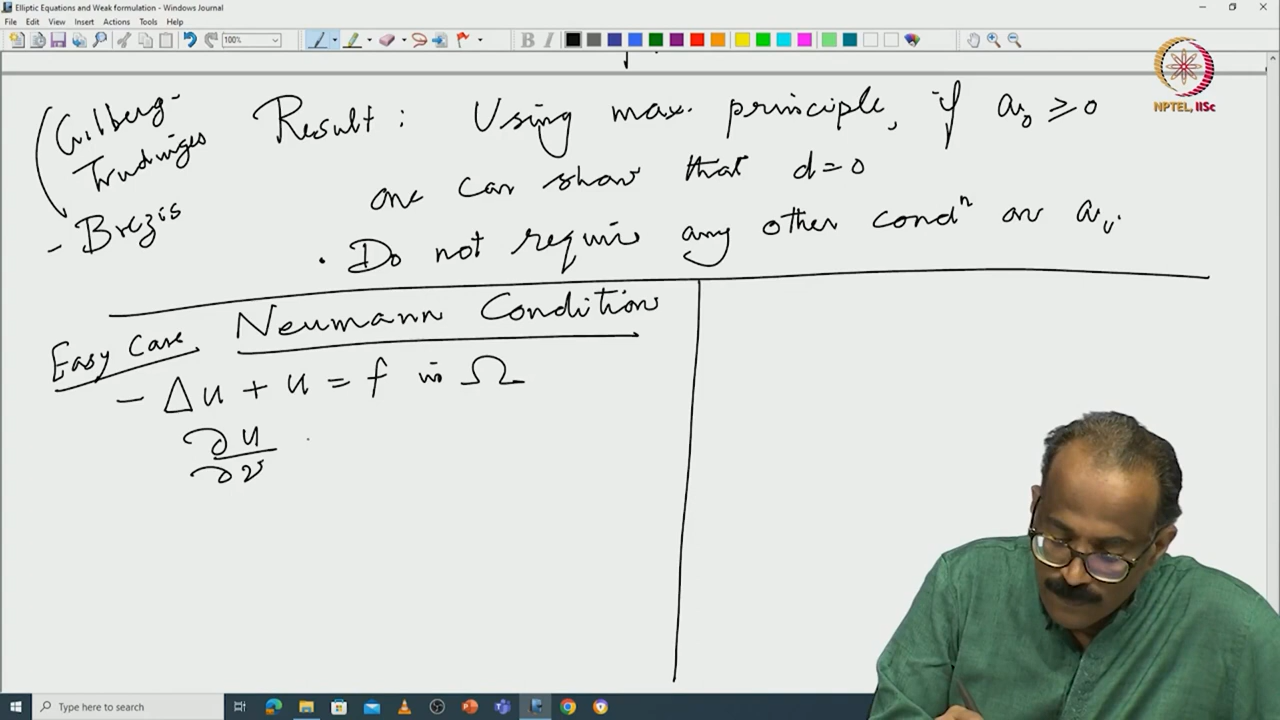 Elliptic Equations and Weak formulation - Windows Journal
File Edit View Insert Actions Tools Help
100%
B I
NPTEL, IISc
Gilberg-
Trudinger
- Brezis
Result: Using max. principle, if a₀ ≥ 0
one can show that d=0
• Do not require any other condⁿ on
Easy Case Neumann Condition
- Δu + u = f in Ω
∂u
∂ν
Type here to search